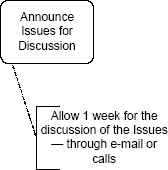 Announce
Issues for
Discussion
Allow 1 week for the
discussion of the Issues
— through e-mail or
calls